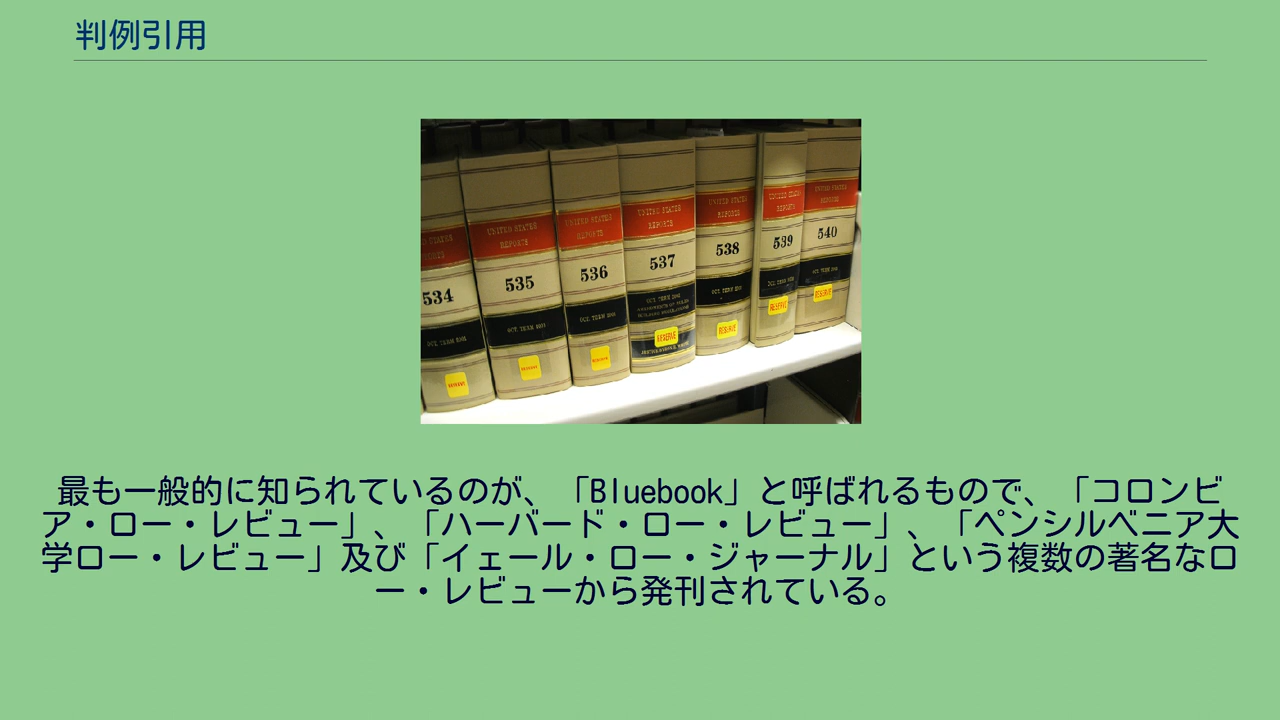 判例引用
UNITED STATES REPORTS
534
535
536
537
538
539
540
OCT. TERM
RESERVE
最も一般的に知られているのが、「Bluebook」と呼ばれるもので、「コロンビ
ア・ロー・レビュー」、「ハーバード・ロー・レビュー」、「ペンシルベニア大
学ロー・レビュー」及び「イェール・ロー・ジャーナル」という複数の著名なロ
ー・レビューから発刊されている。